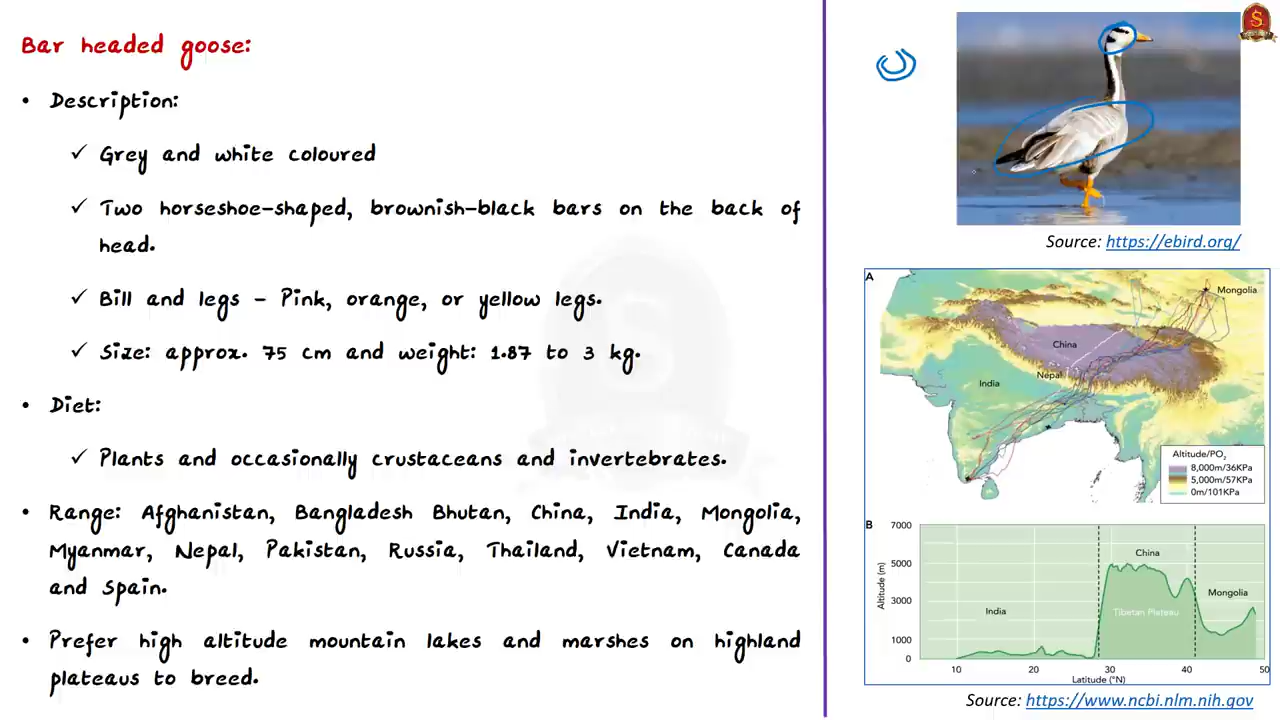 Bar headed goose:
• Description:
✓ Grey and white coloured
✓ Two horseshoe-shaped, brownish-black bars on the back of
head.
✓ Bill and legs - Pink, orange, or yellow legs.
✓ Size: approx. 75 cm and weight: 1.87 to 3 kg.
• Diet:
✓ Plants and occasionally crustaceans and invertebrates.
• Range: Afghanistan, Bangladesh Bhutan, China, India, Mongolia,
Myanmar, Nepal, Pakistan, Russia, Thailand, Vietnam, Canada
and Spain.
• Prefer high altitude mountain lakes and marshes on highland
plateaus to breed.
S
Source: https://ebird.org/
A
Mongolia
China
Nepal
India
Altitude/PO₂
8,000m/36KPa
5,000m/57KPa
0m/101KPa
B
7000
5000
3000
1000
0
Altitude (m)
China
Mongolia
India
Tibetan Plateau
10 20 30 40 50
Latitude (°N)
Source: https://www.ncbi.nlm.nih.gov